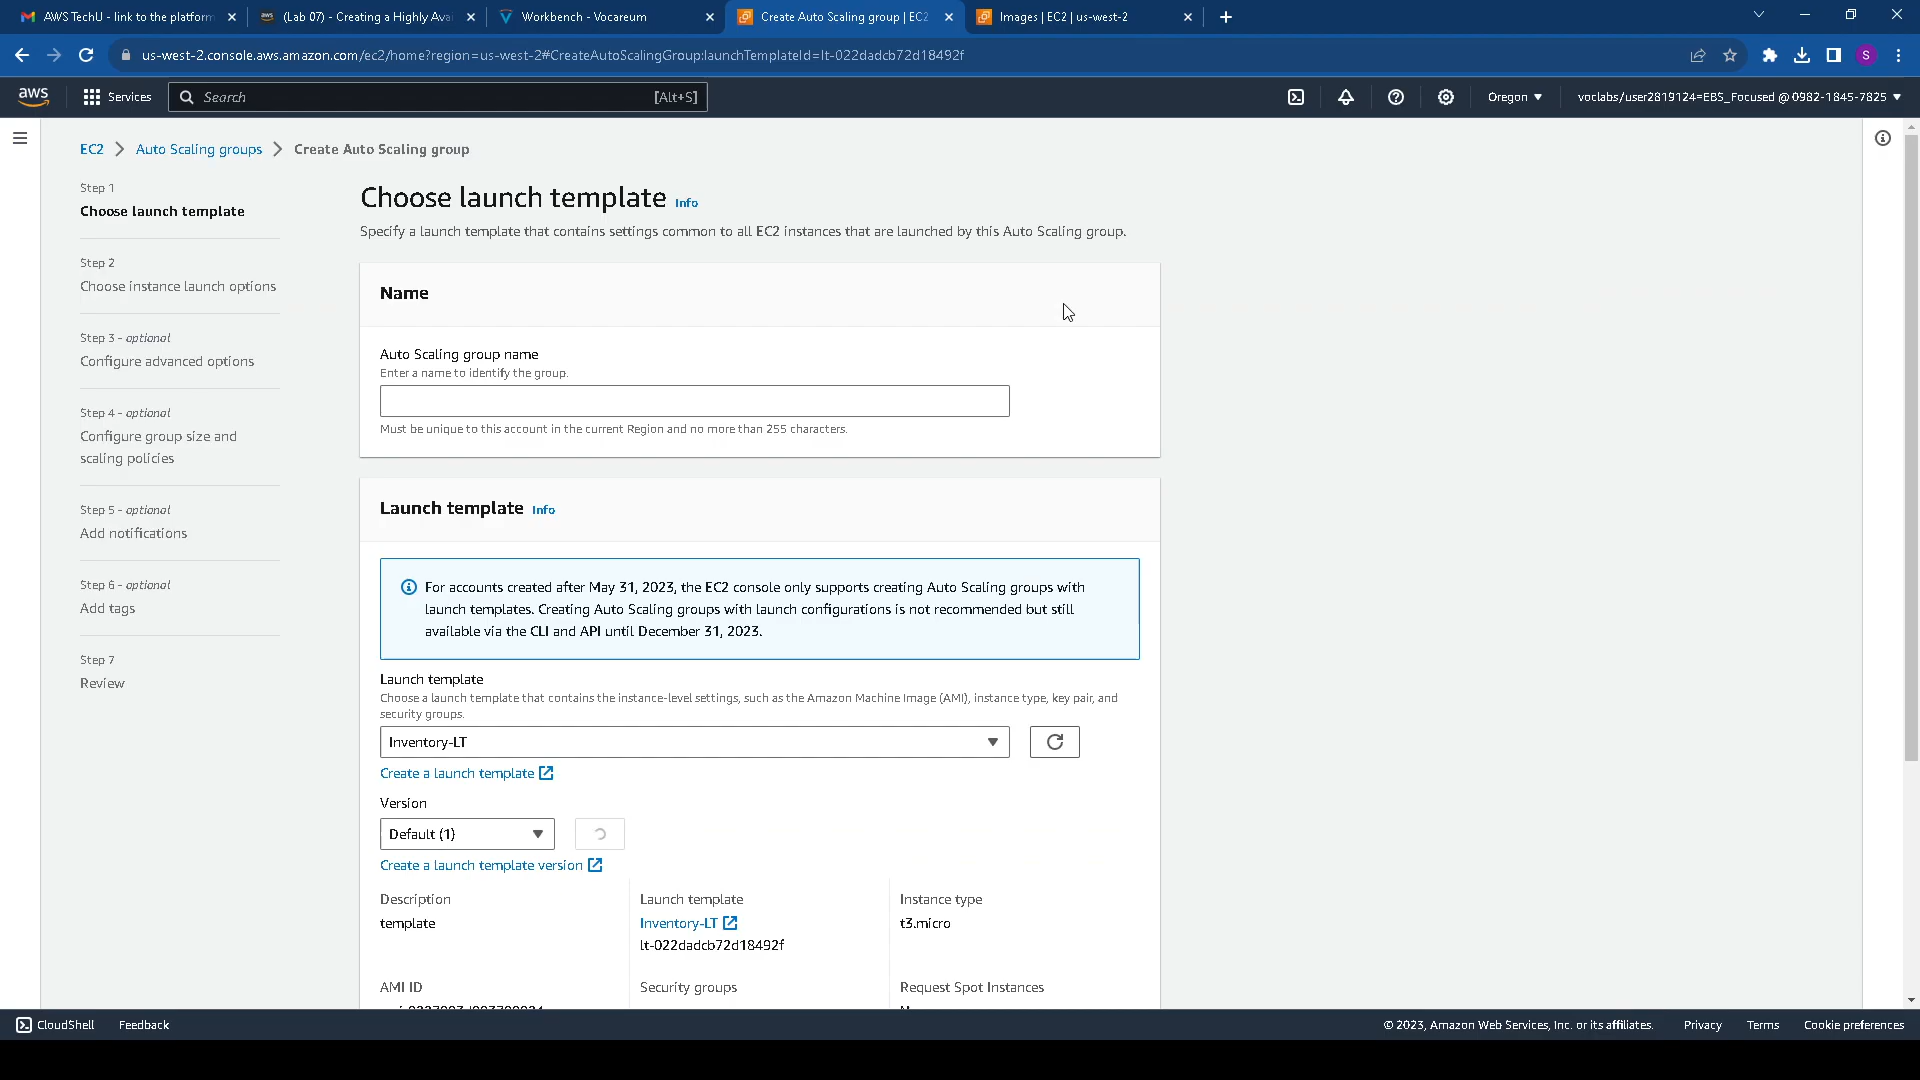 AWS TechU - link to the platform
(Lab 07) - Creating a Highly Ava
Workbench - Vocareum
Create Auto Scaling group | EC2
Images | EC2 | us-west-2
us-west-2.console.aws.amazon.com/ec2/home?region=us-west-2#CreateAutoScalingGroup:launchTemplateId=lt-022dadcb72d18492f
S
aws
Services
Search
[Alt+S]
Oregon
voclabs/user2819124=EBS_Focused @ 0982-1845-7825
EC2
Auto Scaling groups
Create Auto Scaling group
Step 1
Choose launch template
Step 2
Choose instance launch options
Step 3 - optional
Configure advanced options
Step 4 - optional
Configure group size and
scaling policies
Step 5 - optional
Add notifications
Step 6 - optional
Add tags
Step 7
Review
Choose launch template Info
Specify a launch template that contains settings common to all EC2 instances that are launched by this Auto Scaling group.
Name
Auto Scaling group name
Enter a name to identify the group.
Must be unique to this account in the current Region and no more than 255 characters.
Launch template Info
For accounts created after May 31, 2023, the EC2 console only supports creating Auto Scaling groups with
launch templates. Creating Auto Scaling groups with launch configurations is not recommended but still
available via the CLI and API until December 31, 2023.
Launch template
Choose a launch template that contains the instance-level settings, such as the Amazon Machine Image (AMI), instance type, key pair, and
security groups.
Inventory-LT
Create a launch template
Version
Default (1)
Create a launch template version
Description
template
Launch template
Inventory-LT
lt-022dadcb72d18492f
Instance type
t3.micro
AMI ID
Security groups
Request Spot Instances
CloudShell
Feedback
© 2023, Amazon Web Services, Inc. or its affiliates.
Privacy
Terms
Cookie preferences